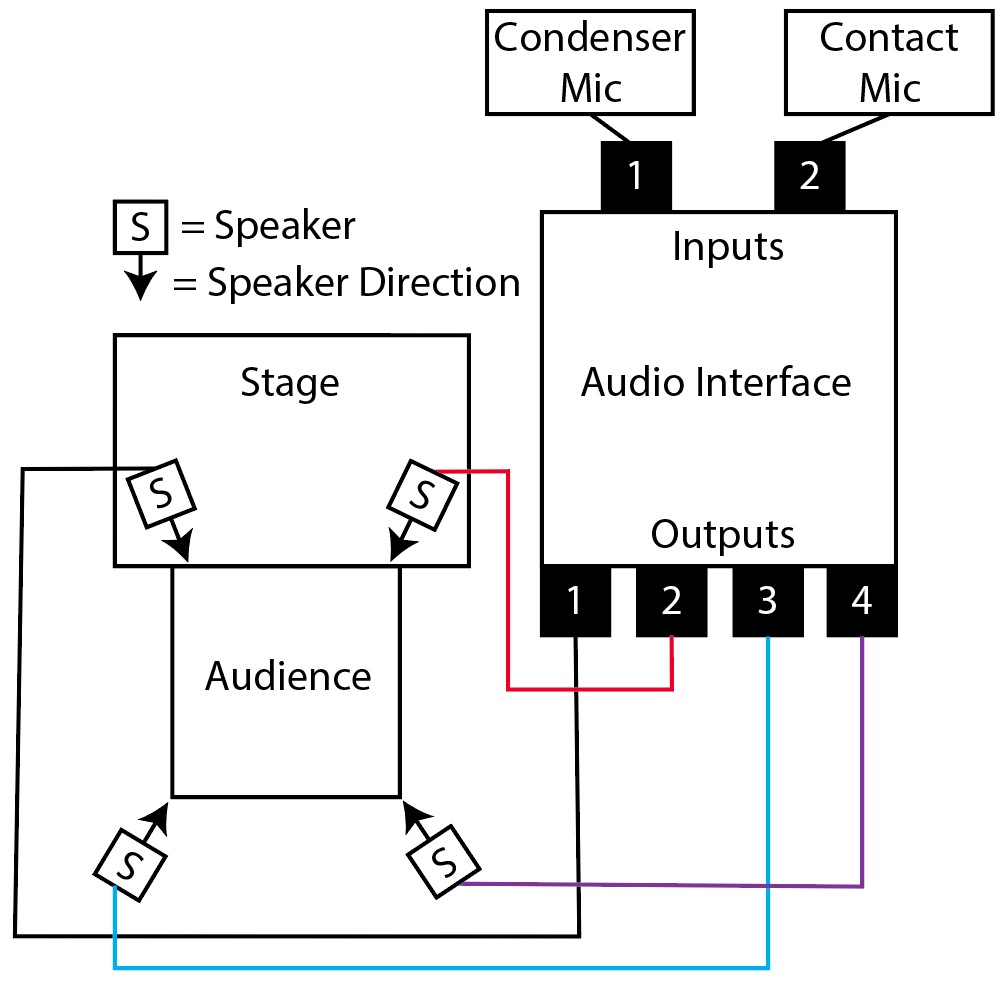 Condenser
Mic
Contact
Mic
1
2
S = Speaker
= Speaker Direction
Inputs
Stage
Audio Interface
S
S
Outputs
1
2
3
4
Audience
S
S